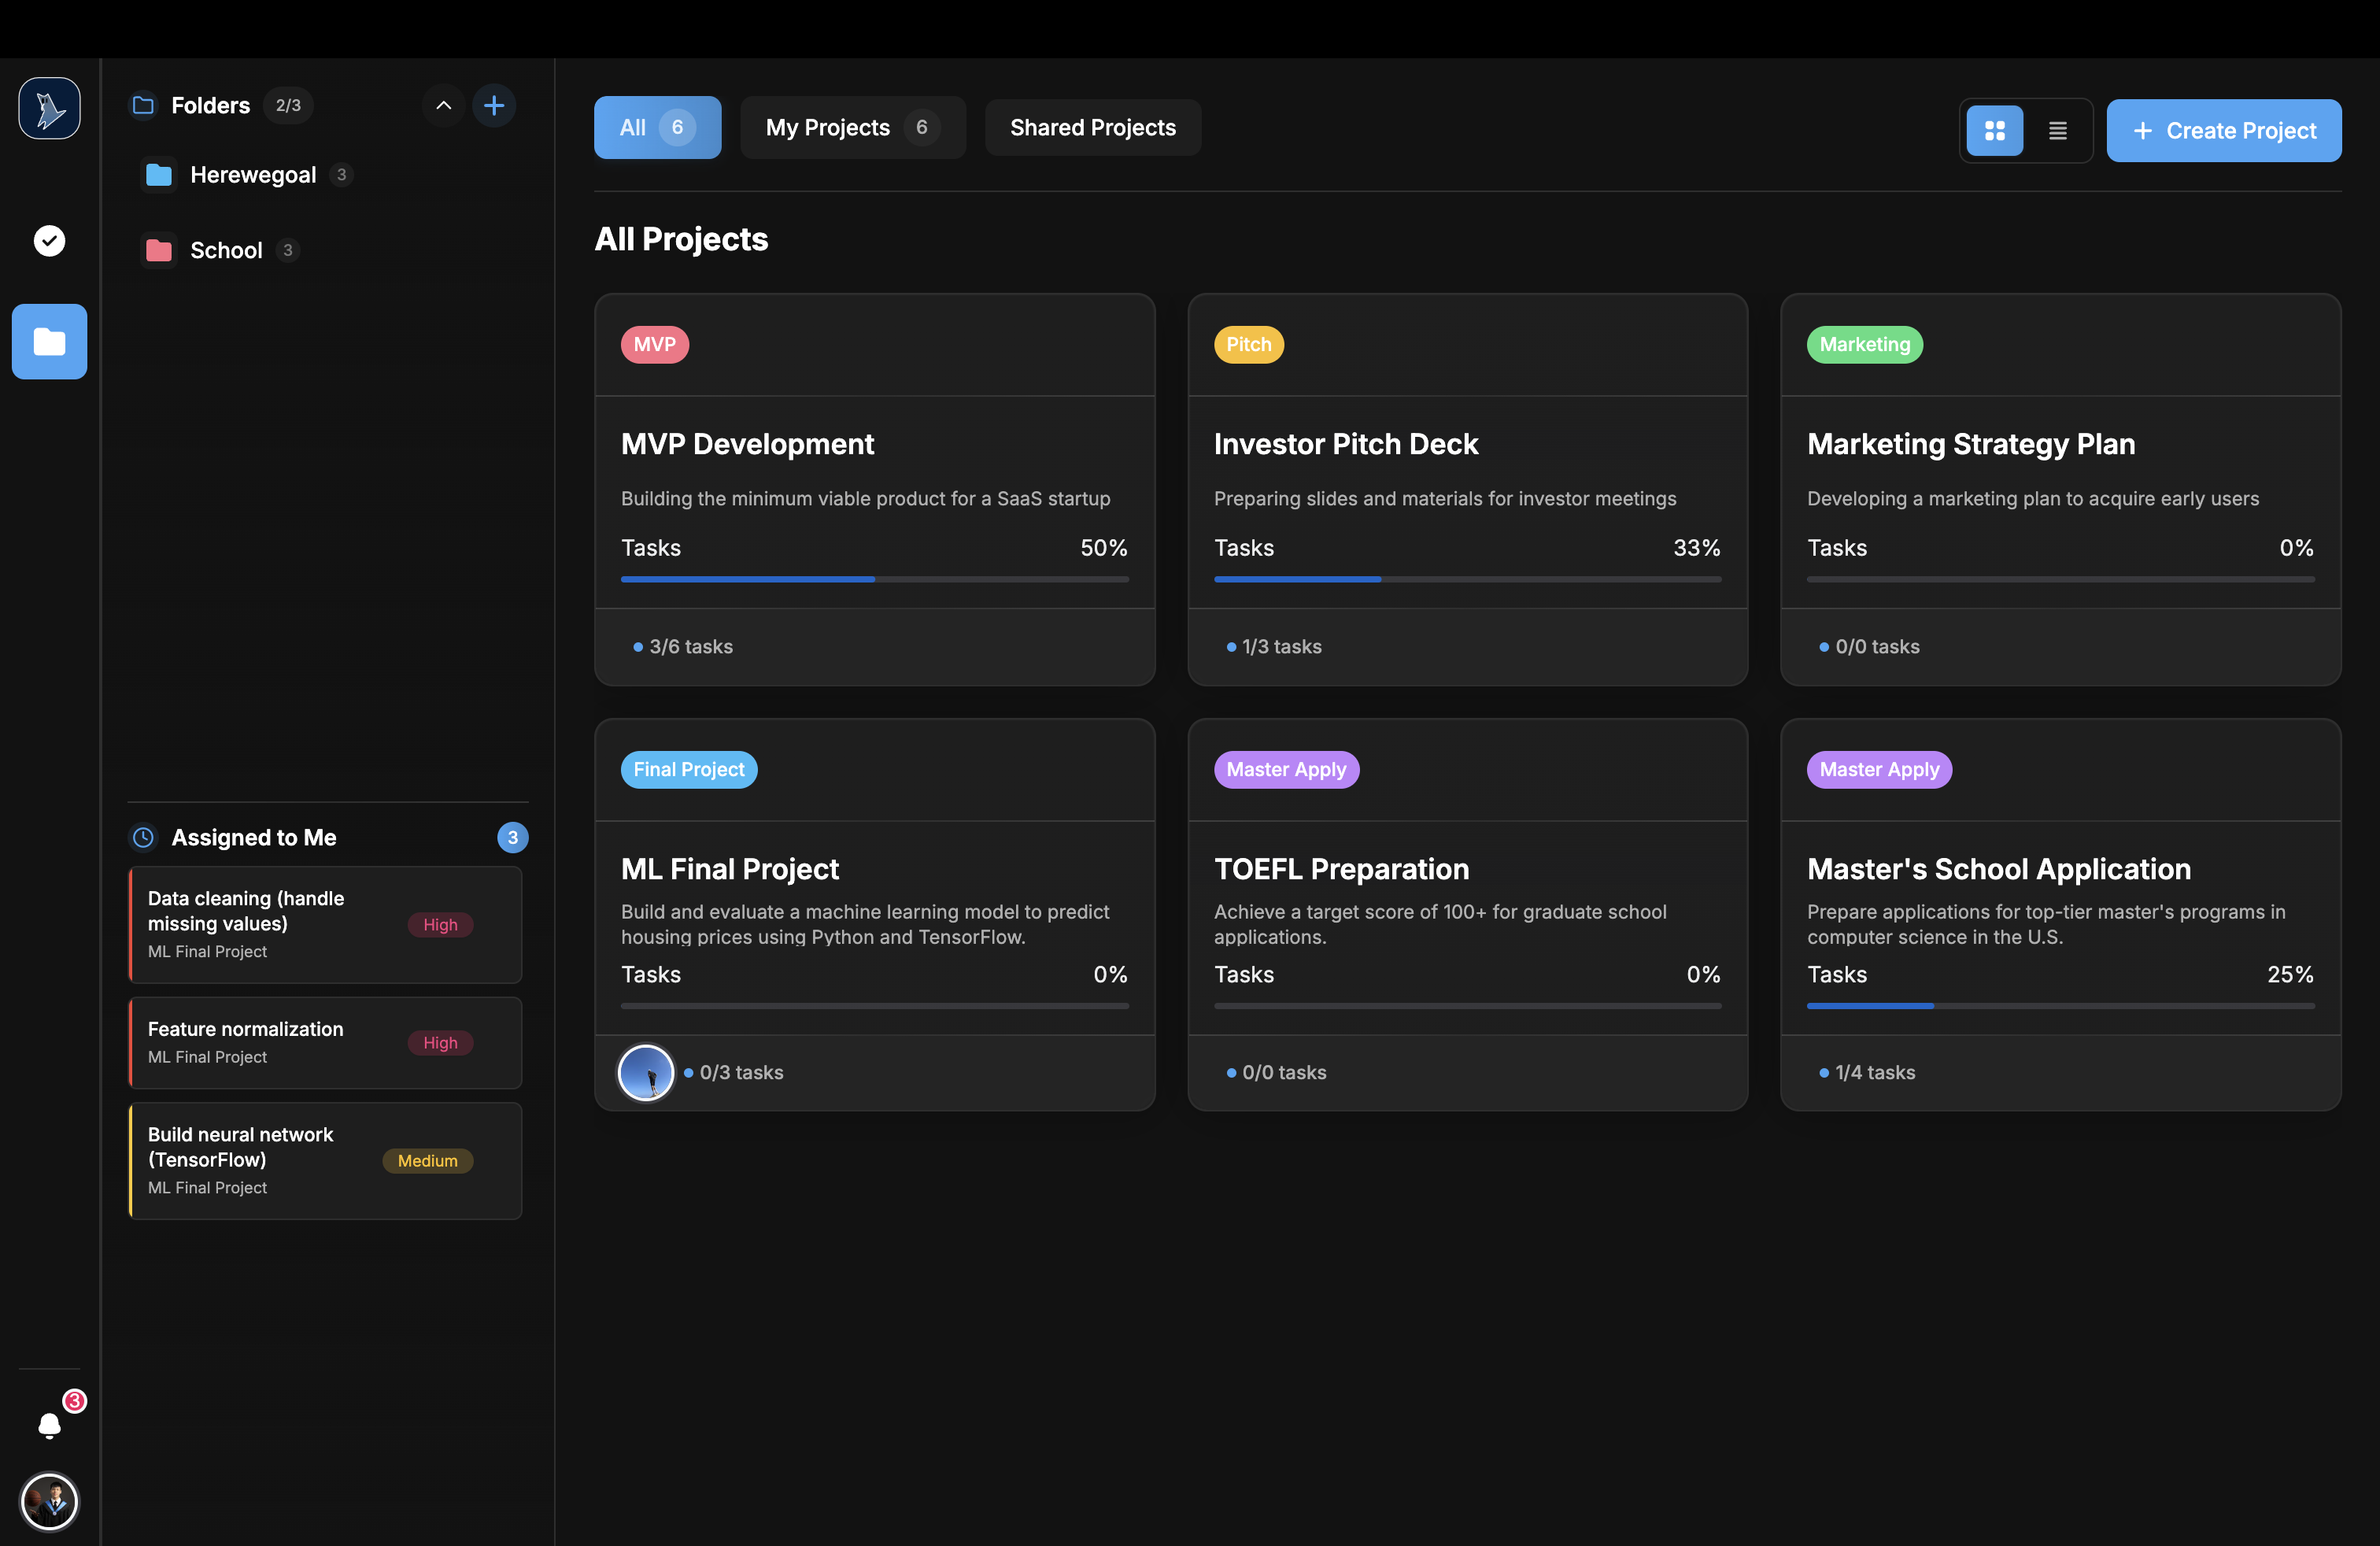 Folders 2/3
Herewegoal 3
School 3
Assigned to Me 3
Data cleaning (handle
missing values)
High
ML Final Project
Feature normalization
High
ML Final Project
Build neural network
(TensorFlow)
Medium
ML Final Project
3
All 6
My Projects 6
Shared Projects
+ Create Project
All Projects
MVP
MVP Development
Building the minimum viable product for a SaaS startup
Tasks 50%
3/6 tasks
Pitch
Investor Pitch Deck
Preparing slides and materials for investor meetings
Tasks 33%
1/3 tasks
Marketing
Marketing Strategy Plan
Developing a marketing plan to acquire early users
Tasks 0%
0/0 tasks
Final Project
ML Final Project
Build and evaluate a machine learning model to predict
housing prices using Python and TensorFlow.
Tasks 0%
0/3 tasks
Master Apply
TOEFL Preparation
Achieve a target score of 100+ for graduate school
applications.
Tasks 0%
0/0 tasks
Master Apply
Master's School Application
Prepare applications for top-tier master's programs in
computer science in the U.S.
Tasks 25%
1/4 tasks